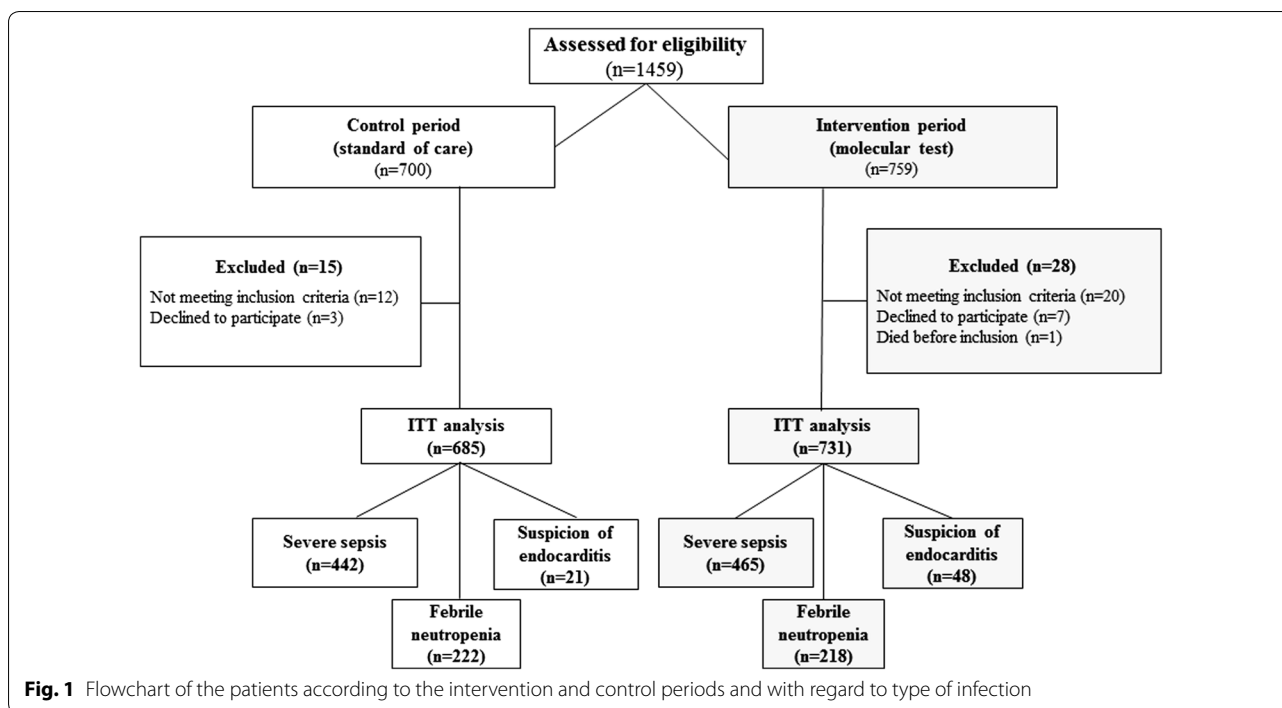 Assessed for eligibility
(n=1459)
Control period
(standard of care)
(n=700)
Intervention period
(molecular test)
(n=759)
Excluded (n=15)
Not meeting inclusion criteria (n=12)
Declined to participate (n=3)
Excluded (n=28)
Not meeting inclusion criteria (n=20)
Declined to participate (n=7)
Died before inclusion (n=1)
ITT analysis
(n=685)
ITT analysis
(n=731)
Severe sepsis
(n=442)
Suspicion of
endocarditis
(n=21)
Severe sepsis
(n=465)
Suspicion of
endocarditis
(n=48)
Febrile
neutropenia
(n=222)
Febrile
neutropenia
(n=218)
Fig. 1 Flowchart of the patients according to the intervention and control periods and with regard to type of infection